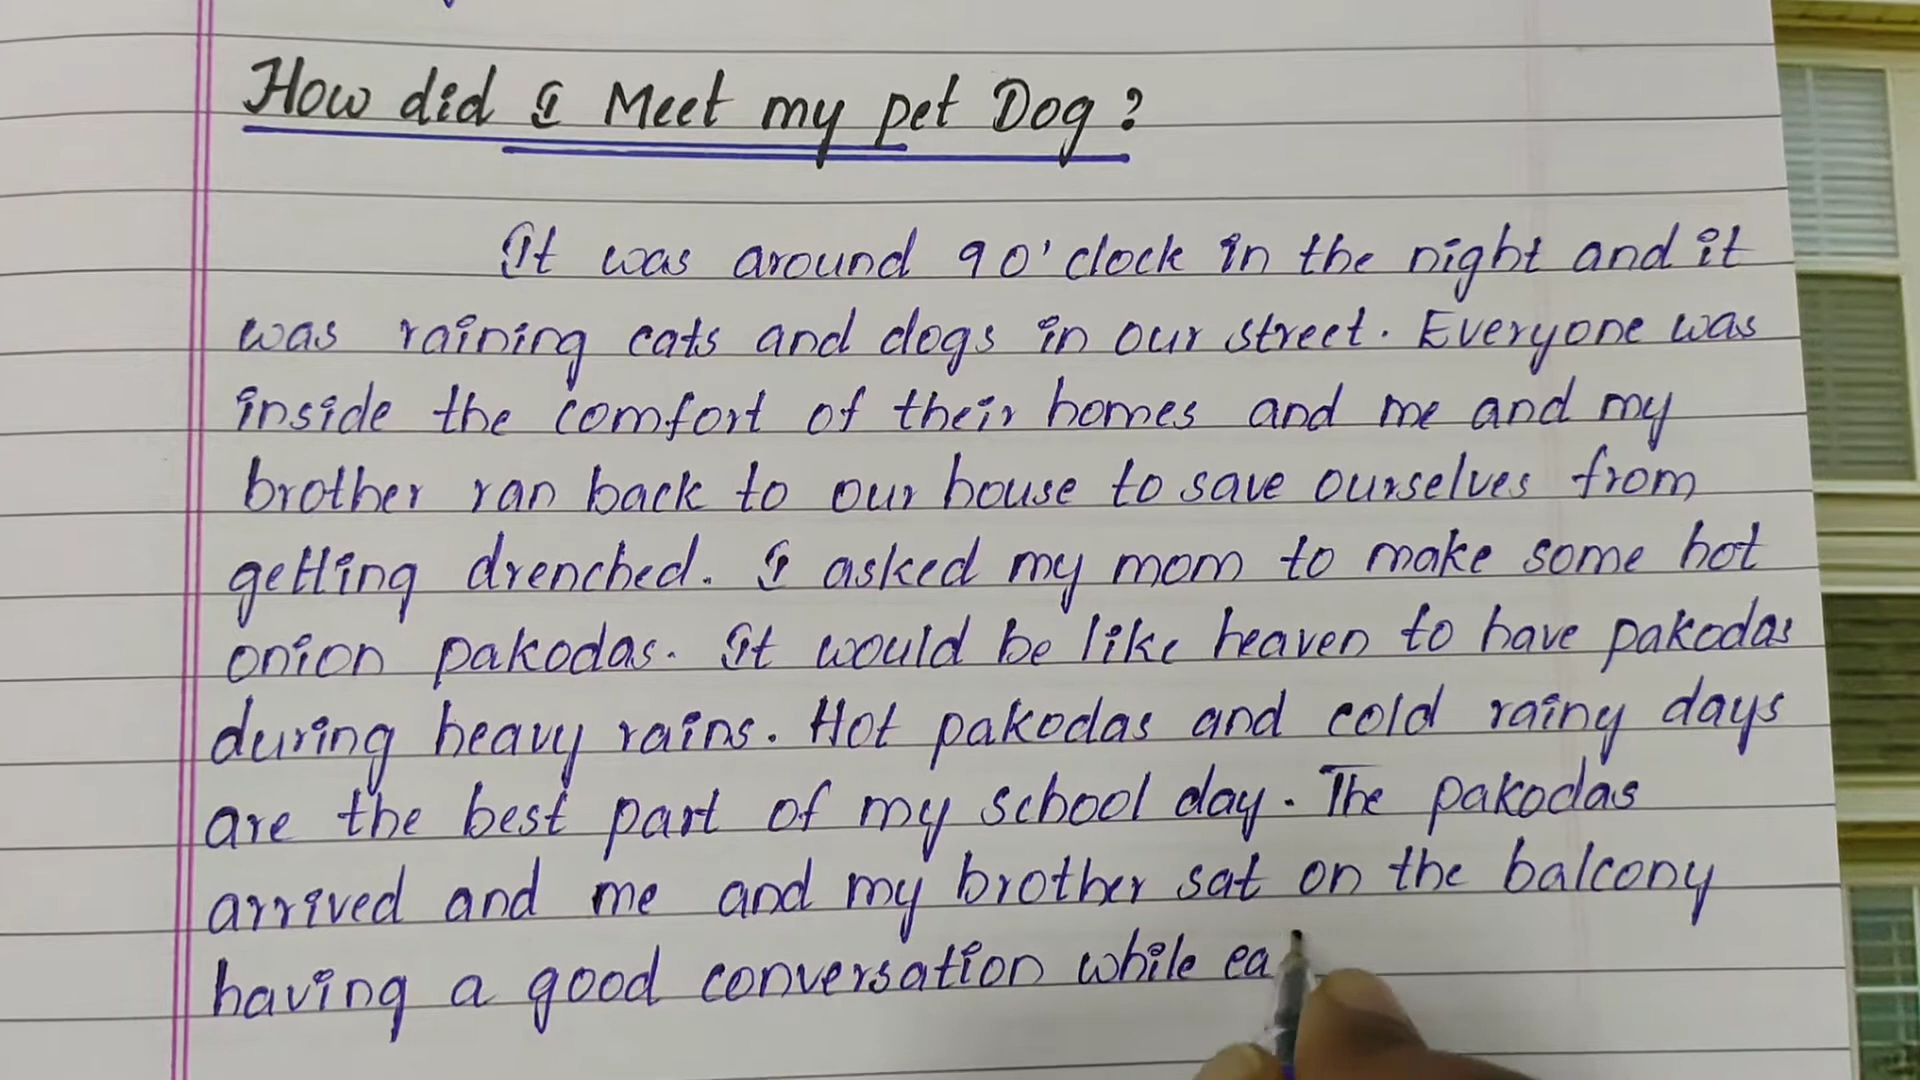 How did I Meet my pet Dog?
It was around 9 o'clock in the night and it
was raining cats and dogs in our street. Everyone was
inside the comfort of their homes and me and my
brother ran back to our house to save ourselves from
getting drenched. I asked my mom to make some hot
onion pakodas. It would be like heaven to have pakodas
during heavy rains. Hot pakodas and cold rainy days
are the best part of my school day. The pakodas
arrived and me and my brother sat on the balcony
having a good conversation while ea